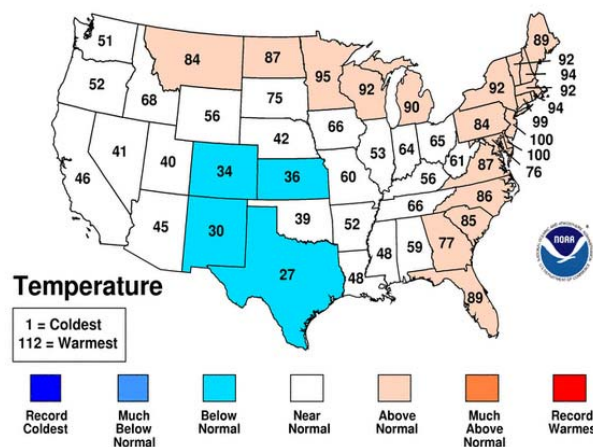 51
84
87
95
89
92
52
68
56
75
92
90
92
94
92
94
84
99
46
41
40
34
42
66
53
64
65
100
100
76
36
60
56
61
87
66
86
45
30
39
52
85
27
48
48
59
77
89
NOAA
Temperature
1 = Coldest
112 = Warmest
Record
Coldest
Much
Below
Normal
Below
Normal
Near
Normal
Above
Normal
Much
Above
Normal
Record
Warmest